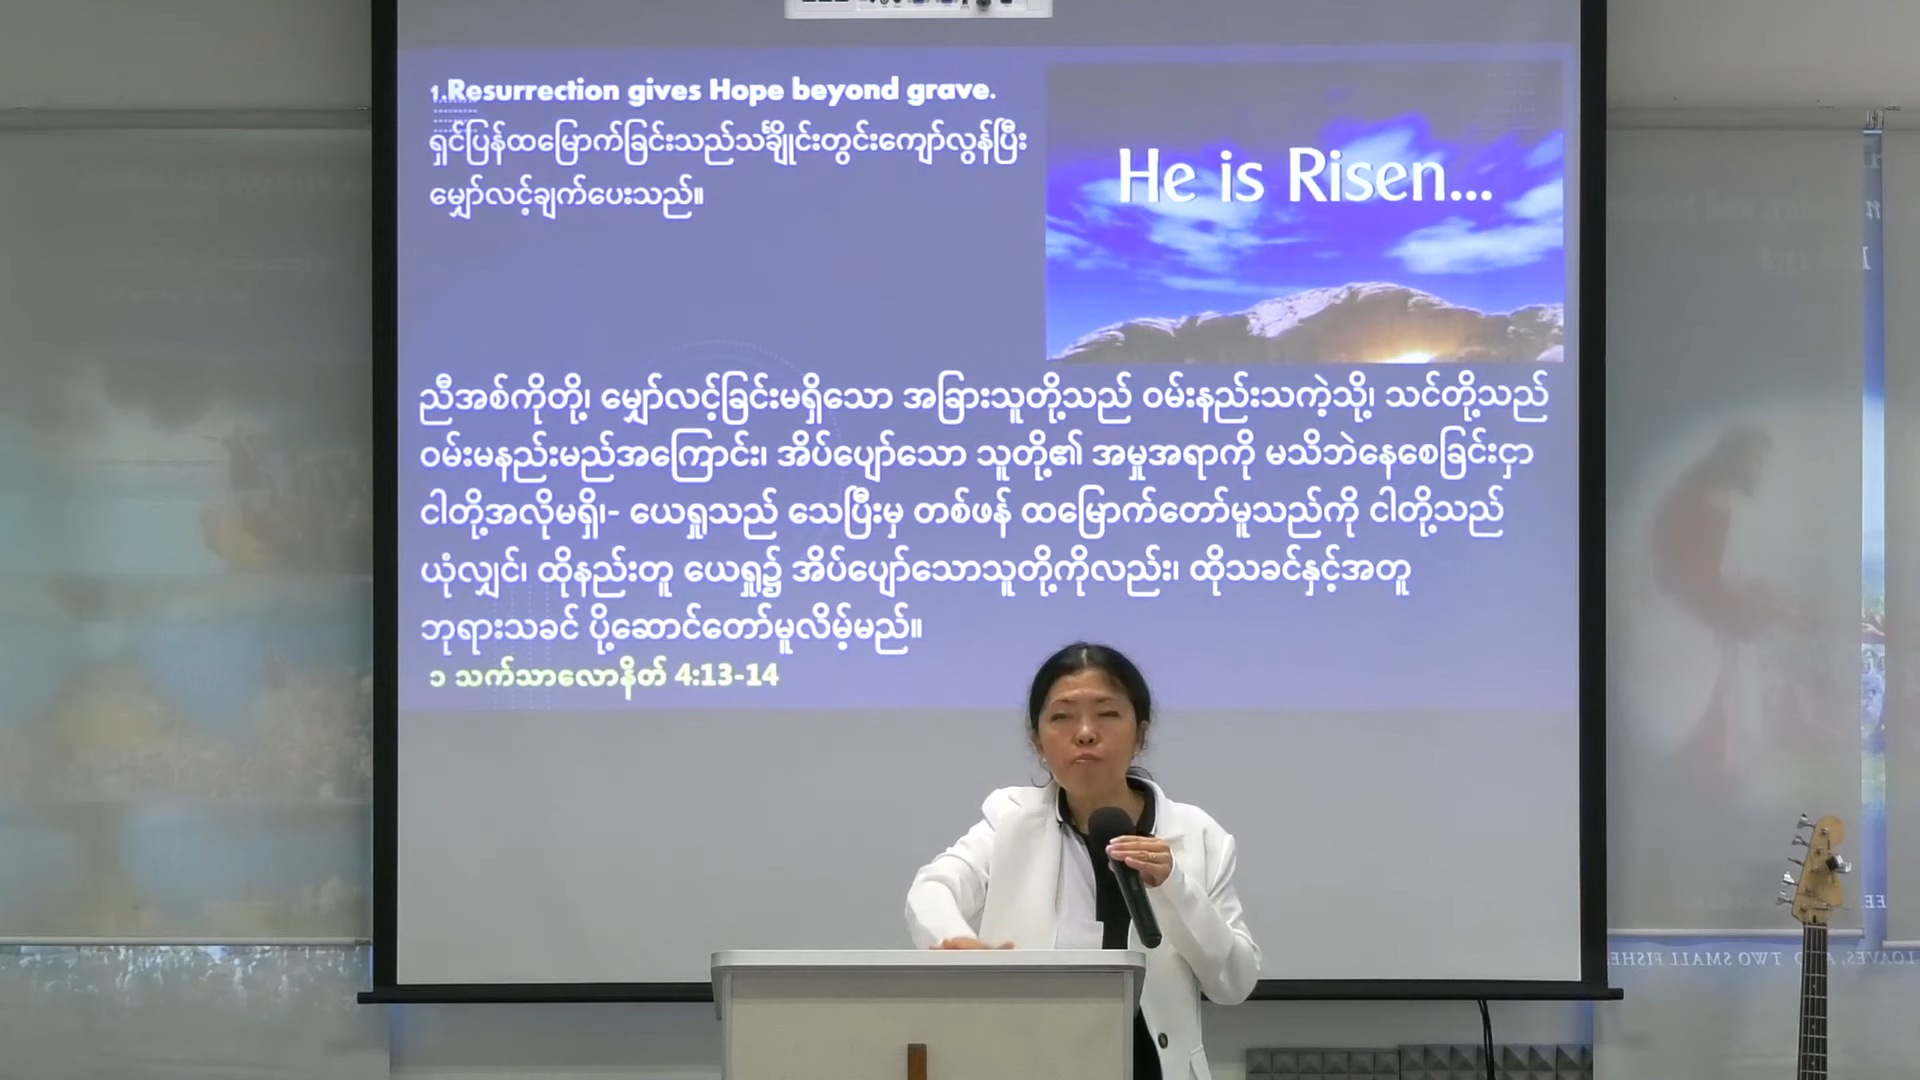 1.Resurrection gives Hope beyond grave.
ရှင်ပြန်ထမြောက်ခြင်းသည်သင်္ချိုင်းတွင်းကျော်လွန်ပြီး
မျှော်လင့်ချက်ပေးသည်။
He is Risen...
ညီအစ်ကိုတို့၊ မျှော်လင့်ခြင်းမရှိသော အခြားသူတို့သည် ဝမ်းနည်းသကဲ့သို့၊ သင်တို့သည်
ဝမ်းမနည်းမည်အကြောင်း၊ အိပ်ပျော်သော သူတို့၏ အမှုအရာကို မသိဘဲနေစေခြင်းငှာ
ငါတို့အလိုမရှိ၊- ယေရှုသည် သေပြီးမှ တစ်ဖန် ထမြောက်တော်မူသည်ကို ငါတို့သည်
ယုံလျှင်၊ ထိုနည်းတူ ယေရှု၌ အိပ်ပျော်သောသူတို့ကိုလည်း၊ ထိုသခင်နှင့်အတူ
ဘုရားသခင် ပို့ဆောင်တော်မူလိမ့်မည်။
၁ သက်သာလောနိတ် 4:13-14
LOAVES, AND TWO SMALL FISHE